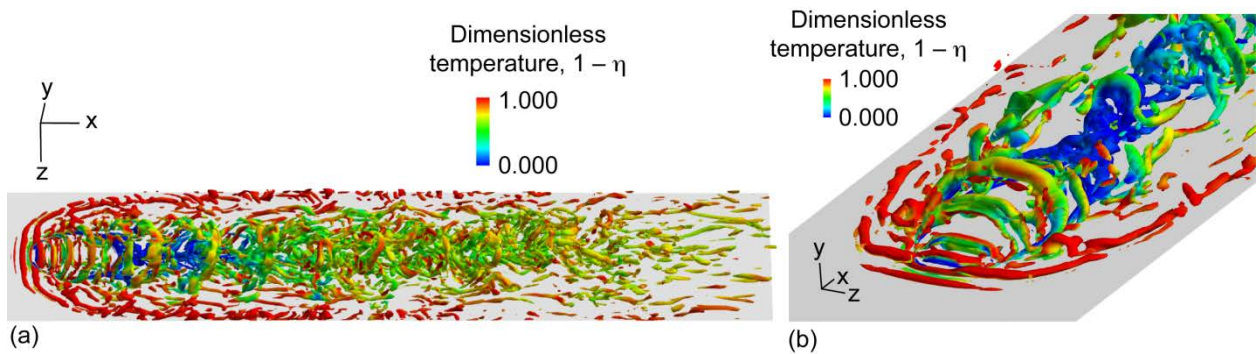 Dimensionless
temperature, 1 – η
1.000
0.000
y
x
z
(a)
Dimensionless
temperature, 1 – η
1.000
0.000
y
x
z
(b)